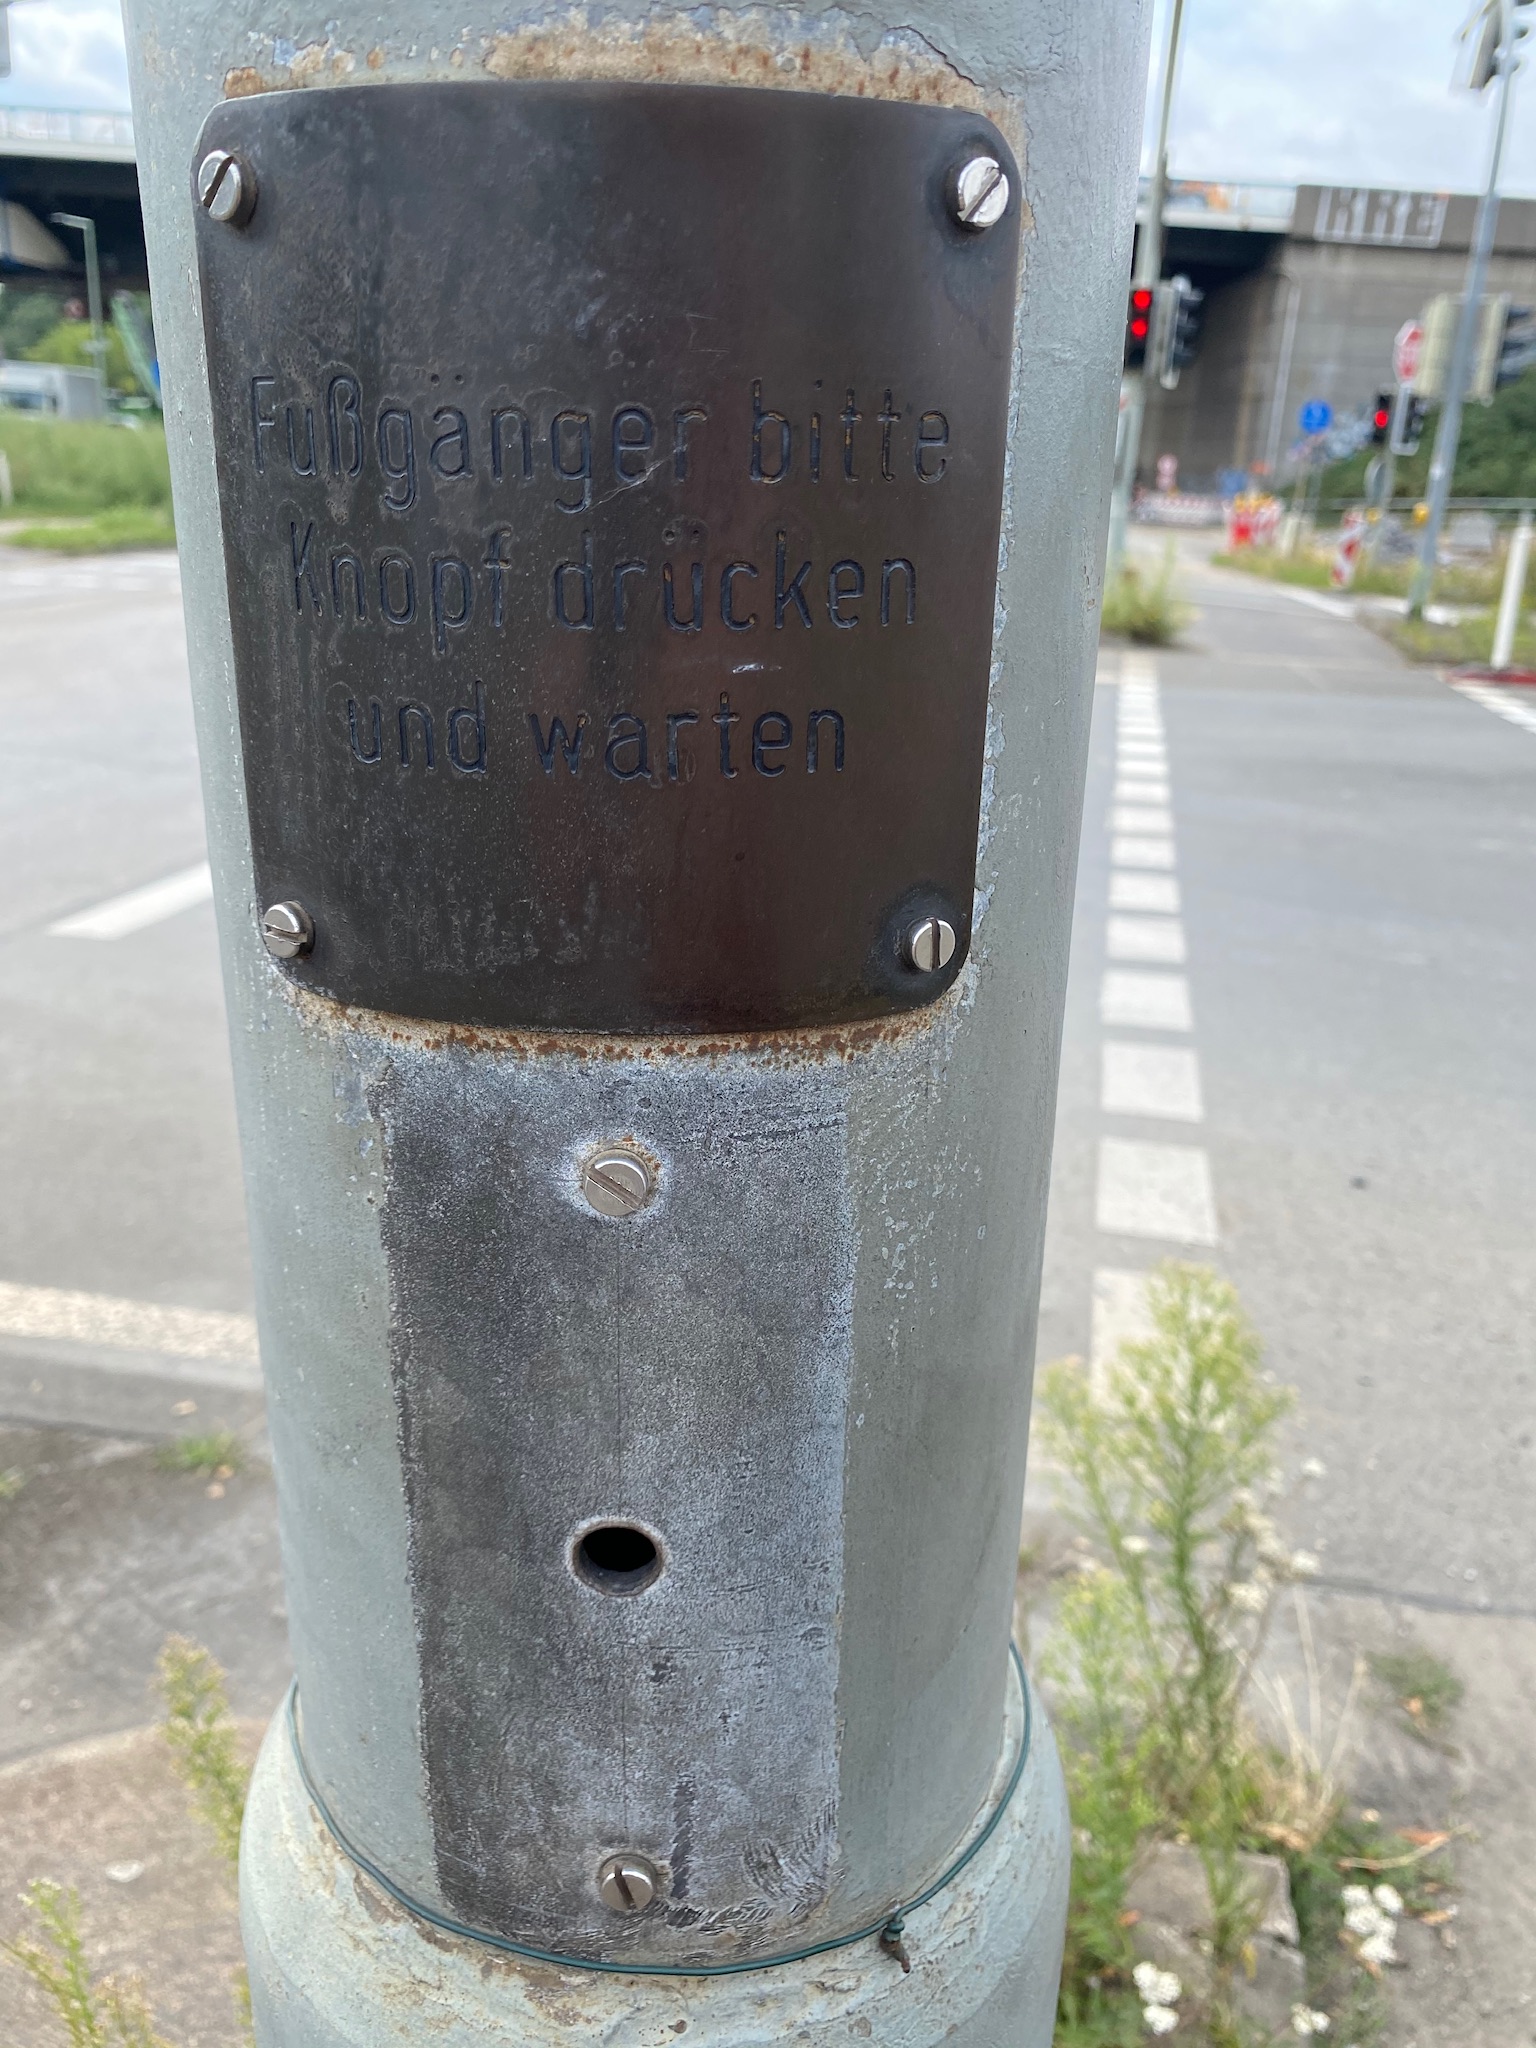 Fußgänger bitte
Knopf drücken
und warten